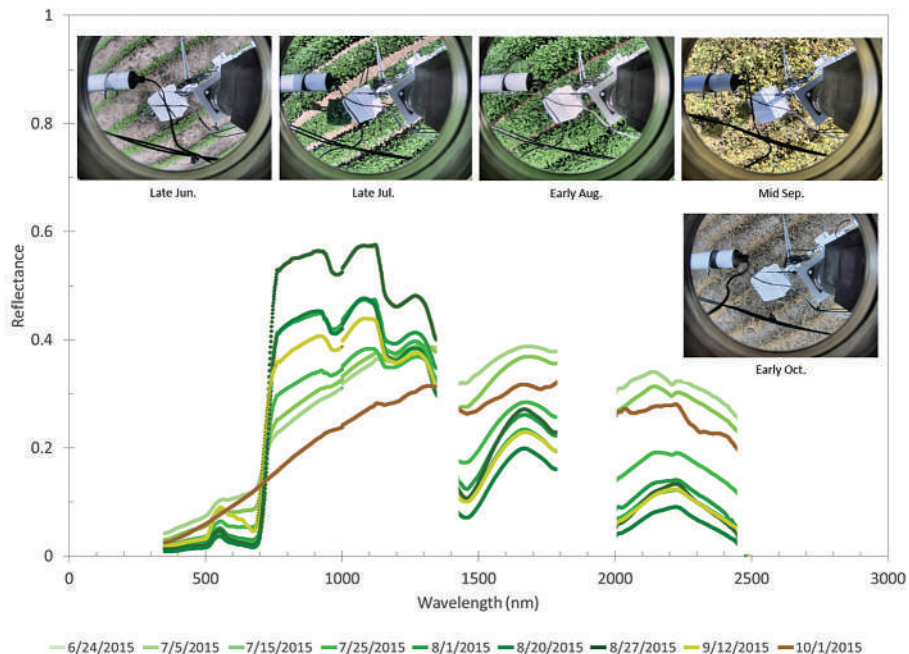 1
0.8
0.6
0.4
0.2
0
Reflectance
Late Jun.
Late Jul.
Early Aug.
Mid Sep.
Early Oct.
0 500 1000 1500 2000 2500 3000
Wavelength (nm)
6/24/2015 7/5/2015 7/15/2015 7/25/2015 8/1/2015 8/20/2015 8/27/2015 9/12/2015 10/1/2015